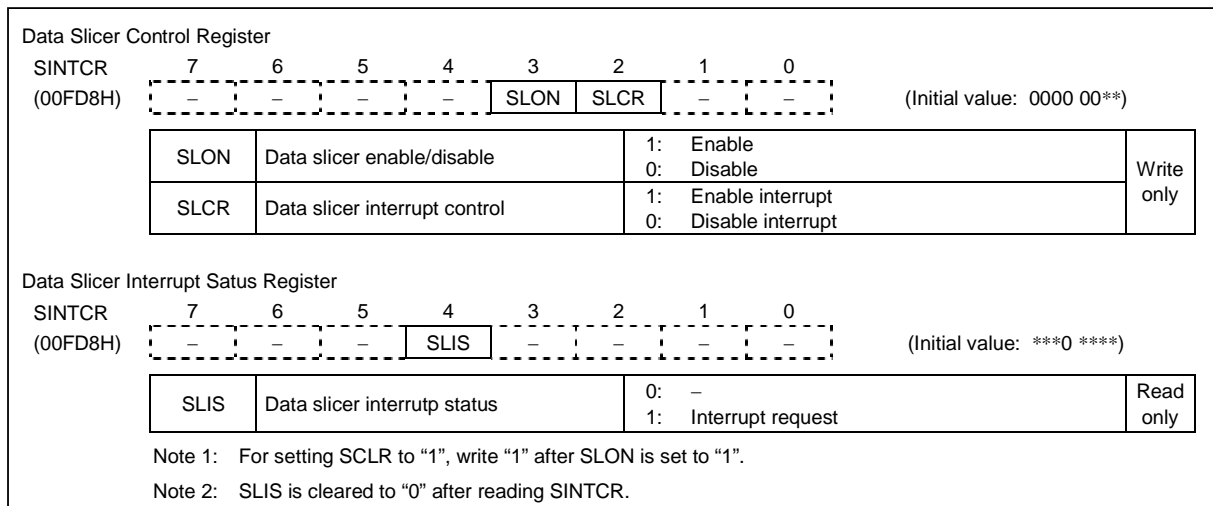 Data Slicer Control Register
SINTCR 7 6 5 4 3 2 1 0
(00FD8H) – – – – SLON SLCR – – (Initial value: 0000 00**)
SLON Data slicer enable/disable 1: Enable
0: Disable
Write only
SLCR Data slicer interrupt control 1: Enable interrupt
0: Disable interrupt
Data Slicer Interrupt Satus Register
SINTCR 7 6 5 4 3 2 1 0
(00FD8H) – – – SLIS – – – – (Initial value: ***0 ****)
SLIS Data slicer interrutp status 0: –
1: Interrupt request
Read only
Note 1: For setting SCLR to “1”, write “1” after SLON is set to “1”.
Note 2: SLIS is cleared to “0” after reading SINTCR.